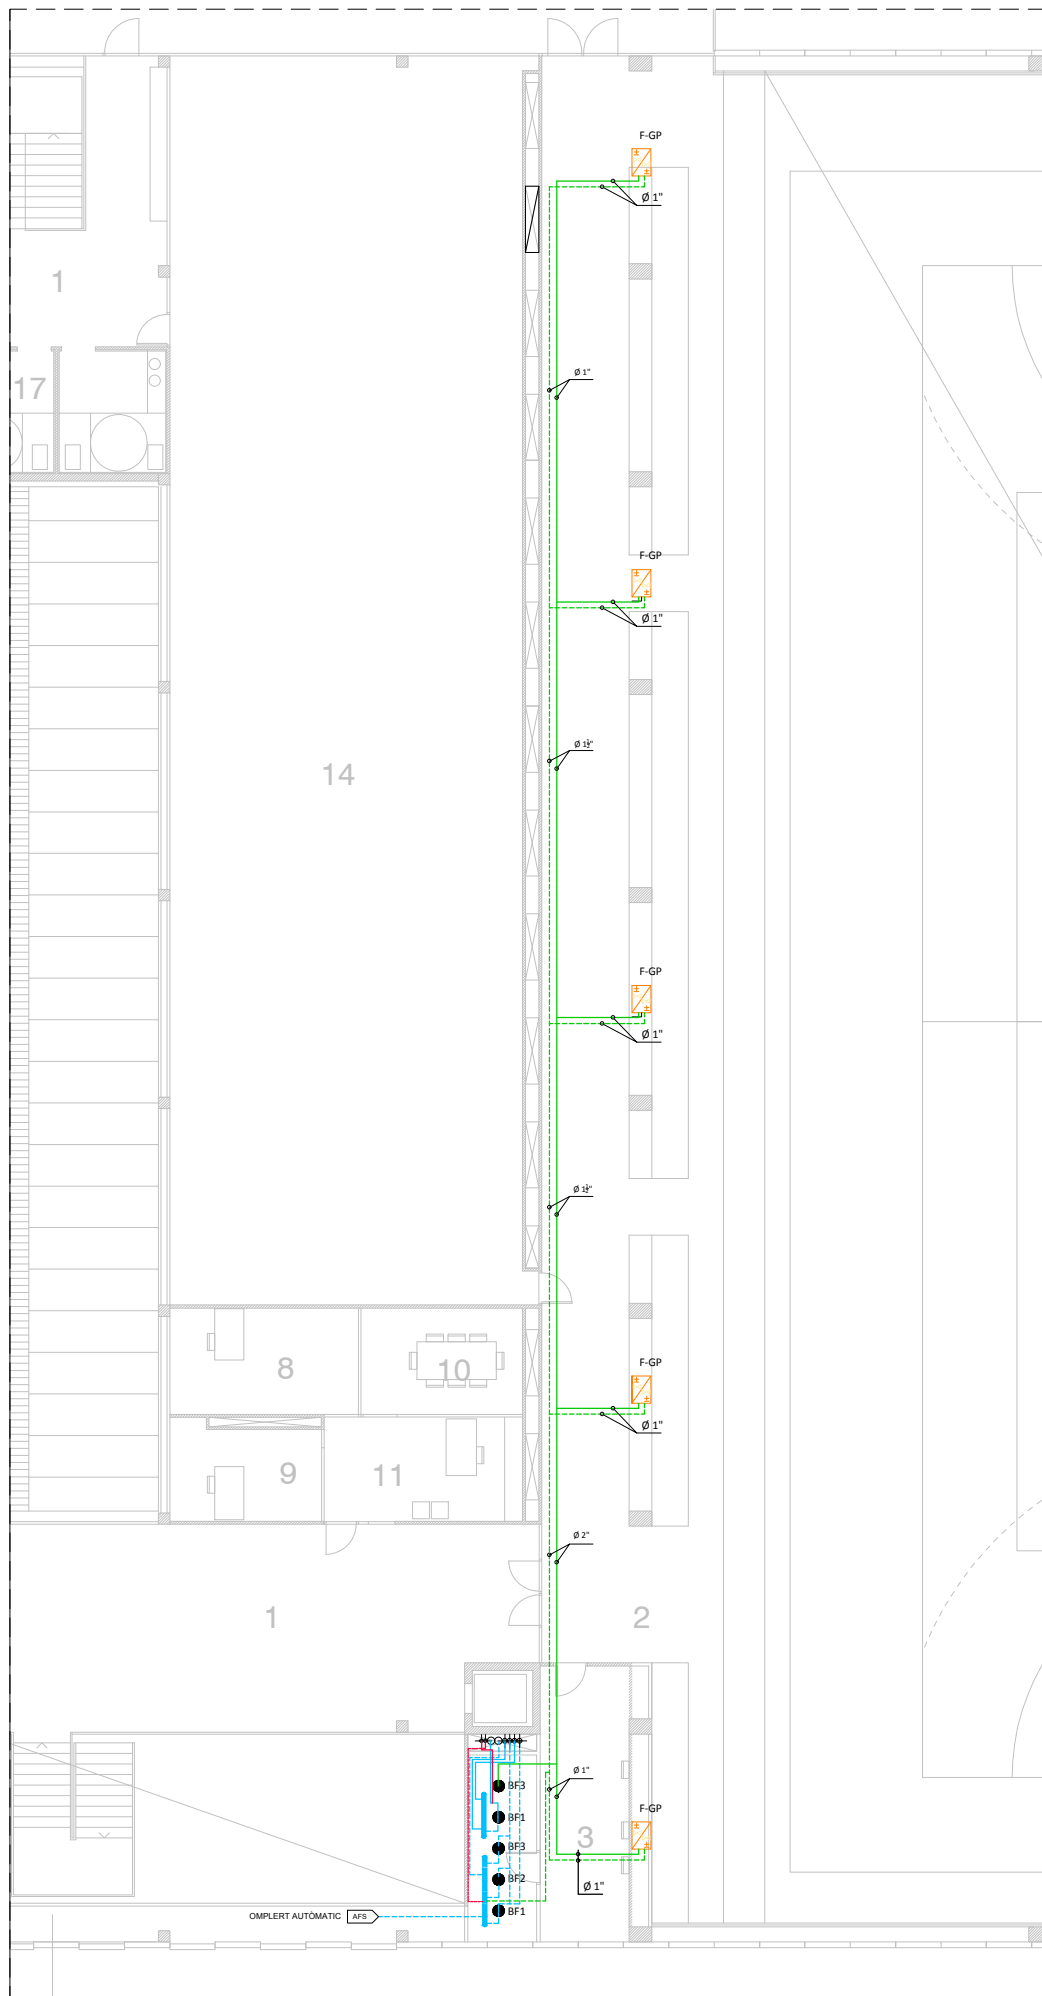 F-GP
Ø 1"
1
Ø 1"
17
F-GP
Ø 1"
14
F-GP
Ø 1"
F-GP
8
10
Ø 1"
9
11
Ø 2"
1
2
Ø 1"
BF3
F-GP
BF1
3
BF3
BF2
Ø 1"
BF1
OMPLERT AUTÒMATIC
AFS